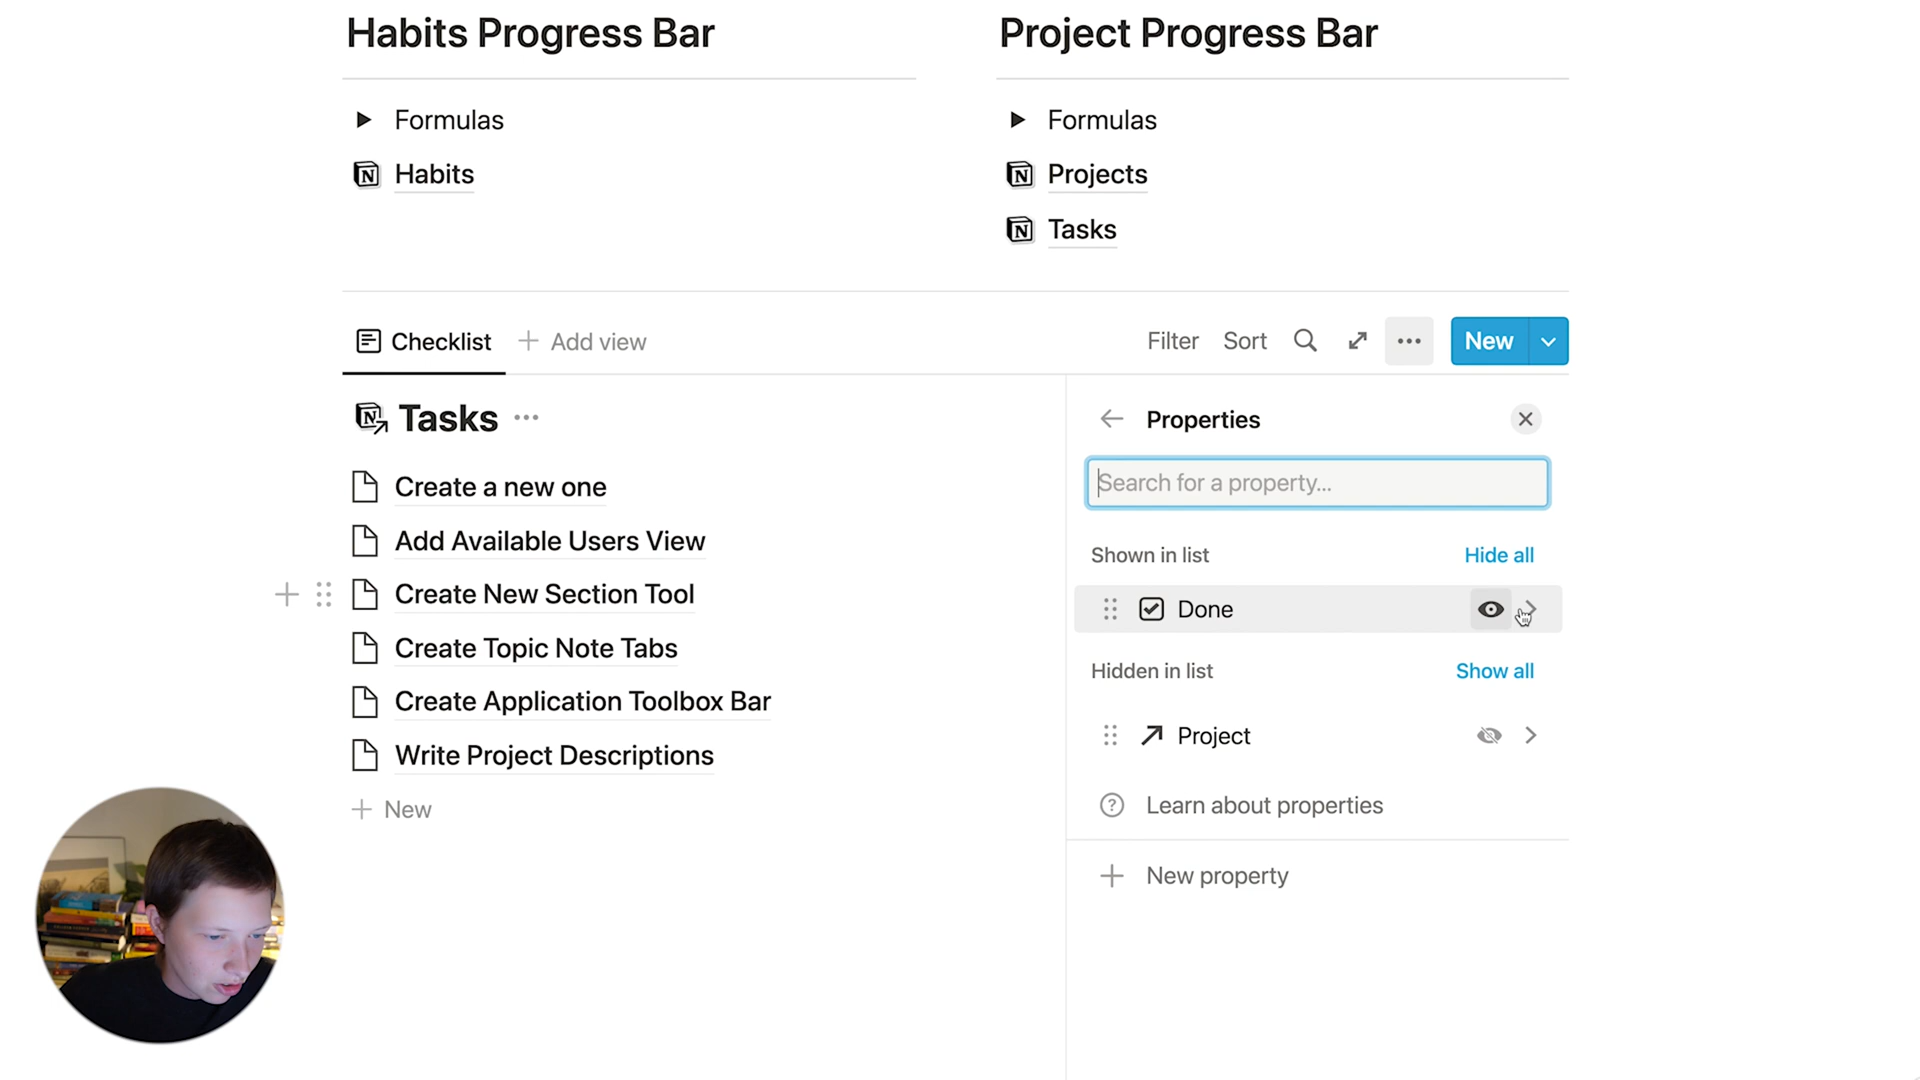 Habits Progress Bar
Project Progress Bar
Formulas
Formulas
Habits
Projects
Tasks
Checklist
Add view
Filter
Sort
New
Tasks
Properties
Create a new one
Search for a property...
Add Available Users View
Shown in list
Hide all
Create New Section Tool
Done
Create Topic Note Tabs
Hidden in list
Show all
Create Application Toolbox Bar
Project
Write Project Descriptions
New
Learn about properties
New property